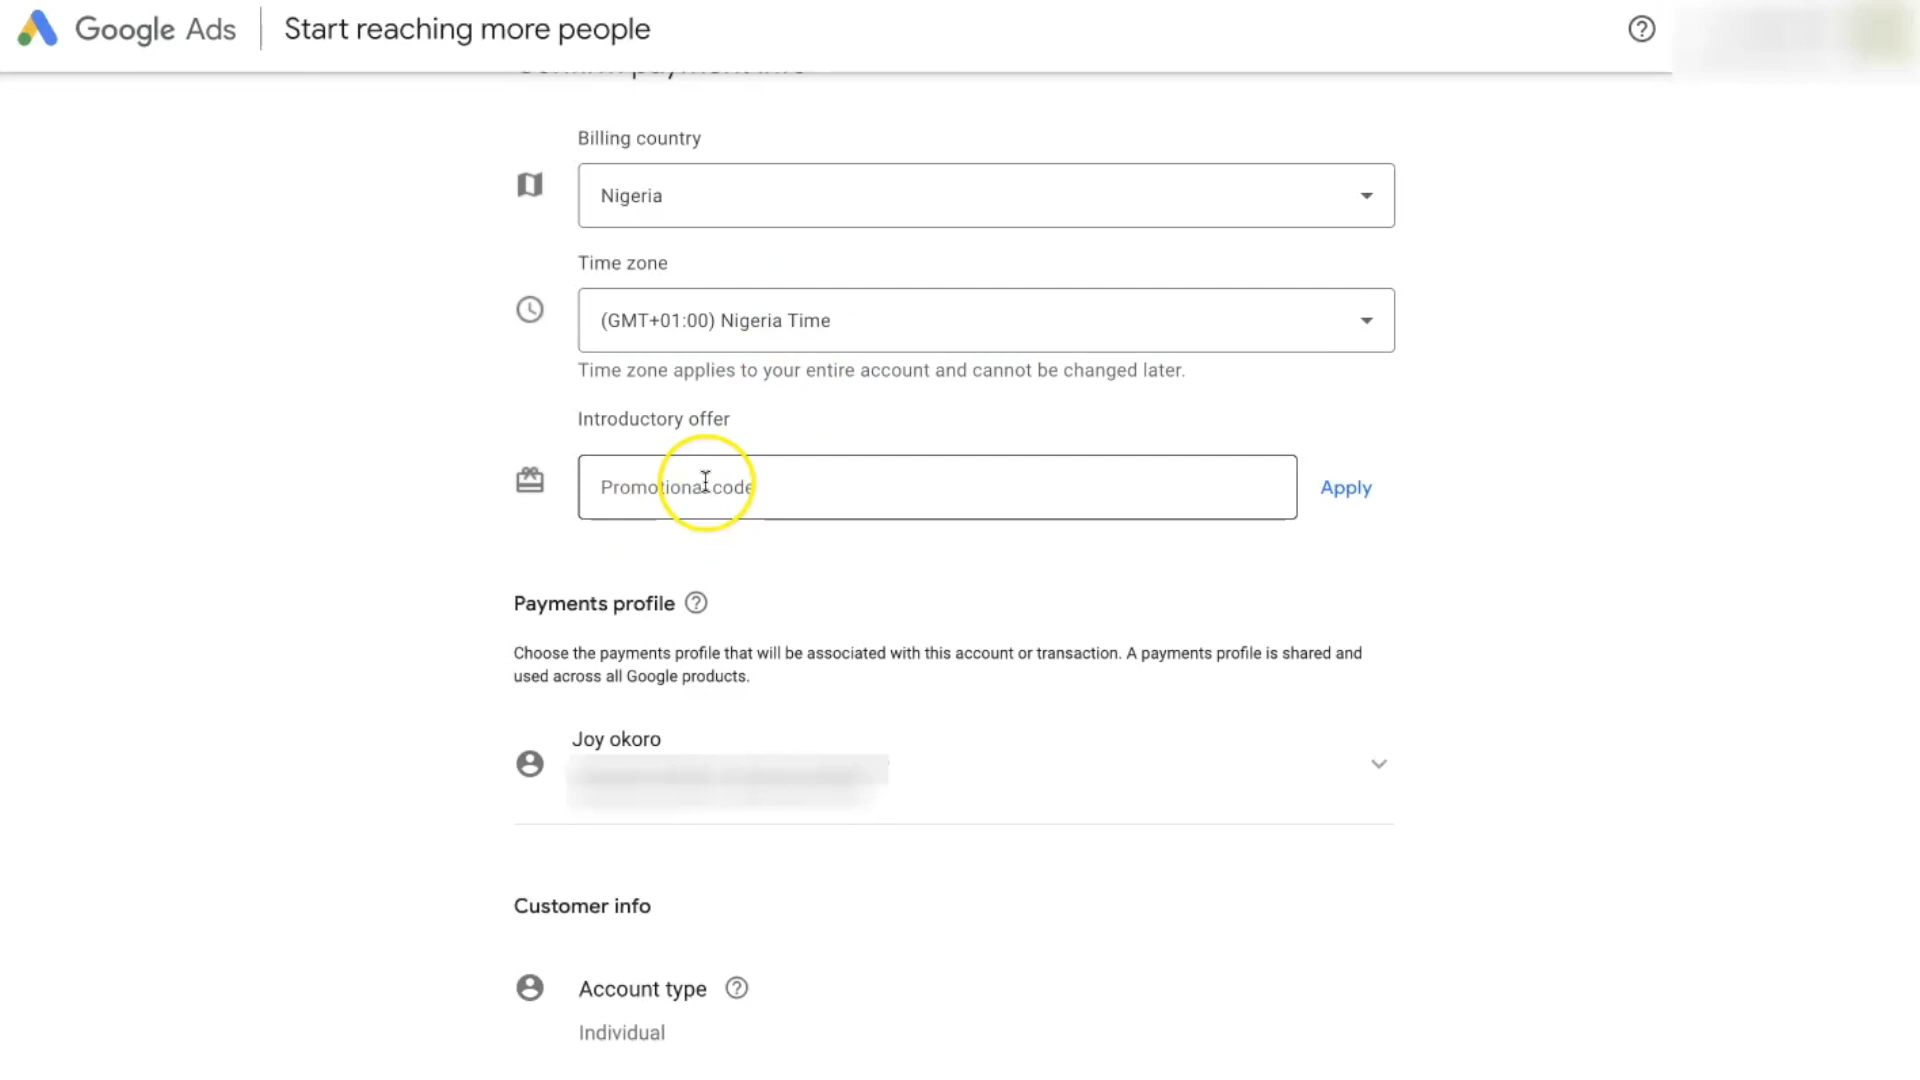 Google Ads
Start reaching more people
Billing country
Nigeria
Time zone
(GMT+01:00) Nigeria Time
Time zone applies to your entire account and cannot be changed later.
Introductory offer
Promotional code
Apply
Payments profile
Choose the payments profile that will be associated with this account or transaction. A payments profile is shared and
used across all Google products.
Joy okoro
Customer info
Account type
Individual